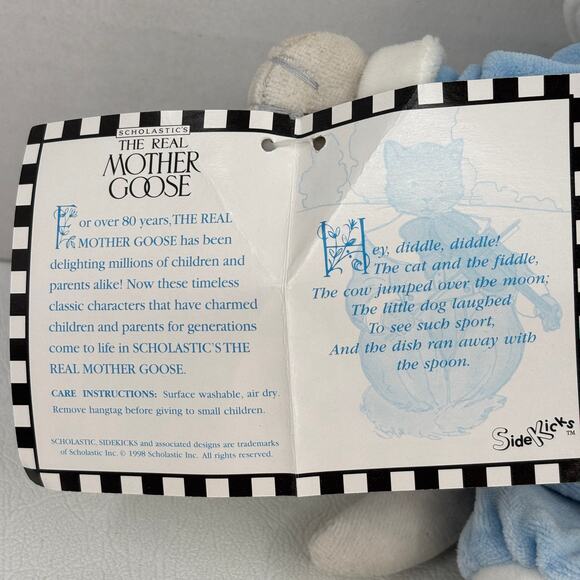 SCHOLASTIC'S
THE REAL
MOTHER
GOOSE
For over 80 years, THE REAL
MOTHER GOOSE has been
delighting millions of children and
parents alike! Now these timeless
classic characters that have charmed
children and parents for generations
come to life in SCHOLASTIC'S THE
REAL MOTHER GOOSE.
CARE INSTRUCTIONS: Surface washable, air dry.
Remove hangtag before giving to small children.
SCHOLASTIC, SIDEKICKS and associated designs are trademarks
of Scholastic Inc. © 1998 Scholastic Inc. All rights reserved.
Hey, diddle, diddle!
The cat and the fiddle,
The cow jumped over the moon;
The little dog laughed
To see such sport,
And the dish ran away with
the spoon.
SideKicks™